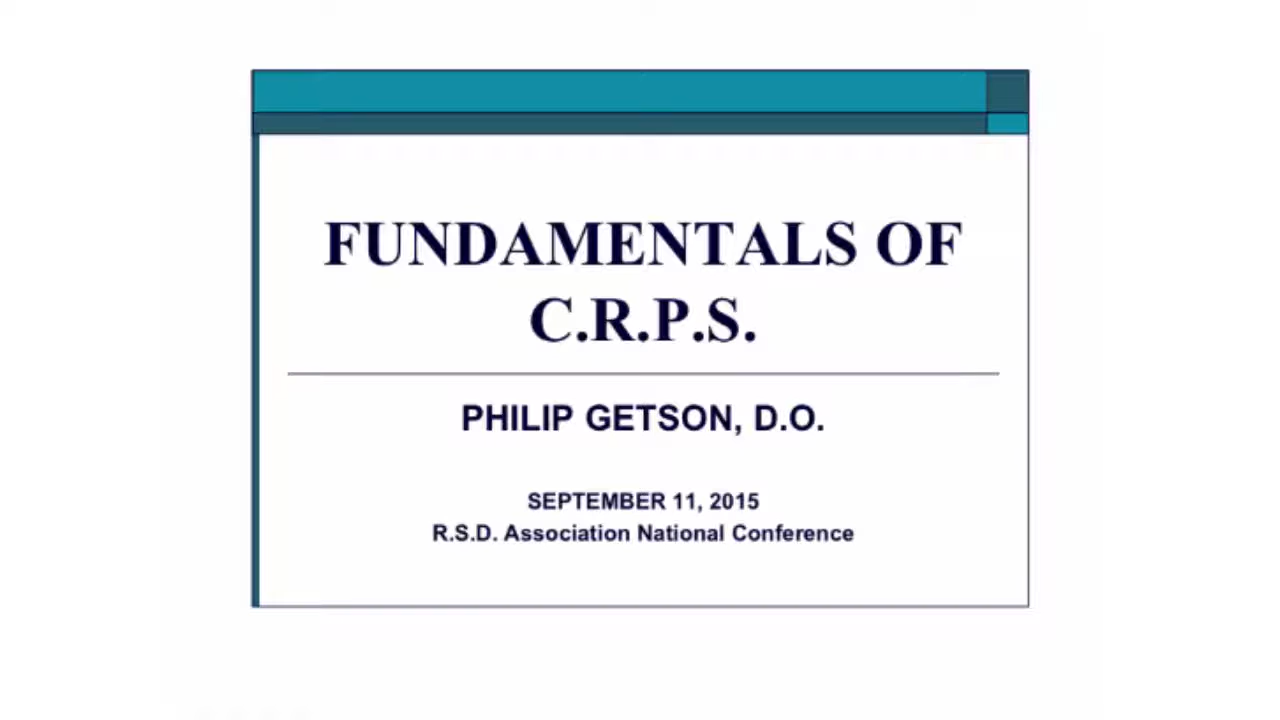 FUNDAMENTALS OF
C.R.P.S.
PHILIP GETSON, D.O.
SEPTEMBER 11, 2015
R.S.D. Association National Conference